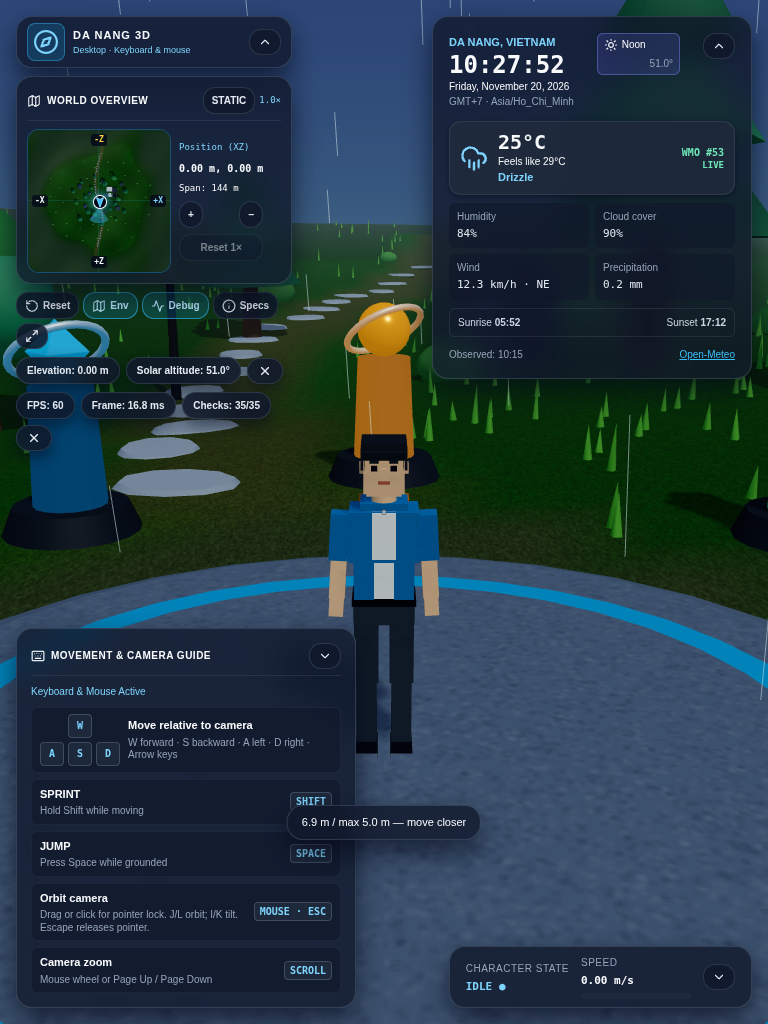 DA NANG 3D
Desktop · Keyboard & mouse
WORLD OVERVIEW
STATIC
1.0×
-Z
-X
+X
+Z
Position (XZ)
0.00 m, 0.00 m
Span: 144 m
+
−
Reset 1×
Reset
Env
Debug
Specs
Elevation: 0.00 m
Solar altitude: 51.0°
FPS: 60
Frame: 16.8 ms
Checks: 35/35
DA NANG, VIETNAM
10:27:52
Friday, November 20, 2026
GMT+7 · Asia/Ho_Chi_Minh
Noon
51.0°
25°C
Feels like 29°C
Drizzle
WMO #53
LIVE
Humidity
84%
Cloud cover
90%
Wind
12.3 km/h · NE
Precipitation
0.2 mm
Sunrise 05:52
Sunset 17:12
Observed: 10:15
Open-Meteo
MOVEMENT & CAMERA GUIDE
Keyboard & Mouse Active
W
A S D
Move relative to camera
W forward · S backward · A left · D right ·
Arrow keys
SPRINT
Hold Shift while moving
SHIFT
6.9 m / max 5.0 m — move closer
JUMP
Press Space while grounded
SPACE
Orbit camera
Drag or click for pointer lock. J/L orbit; I/K tilt.
Escape releases pointer.
MOUSE · ESC
Camera zoom
Mouse wheel or Page Up / Page Down
SCROLL
CHARACTER STATE
IDLE
SPEED
0.00 m/s